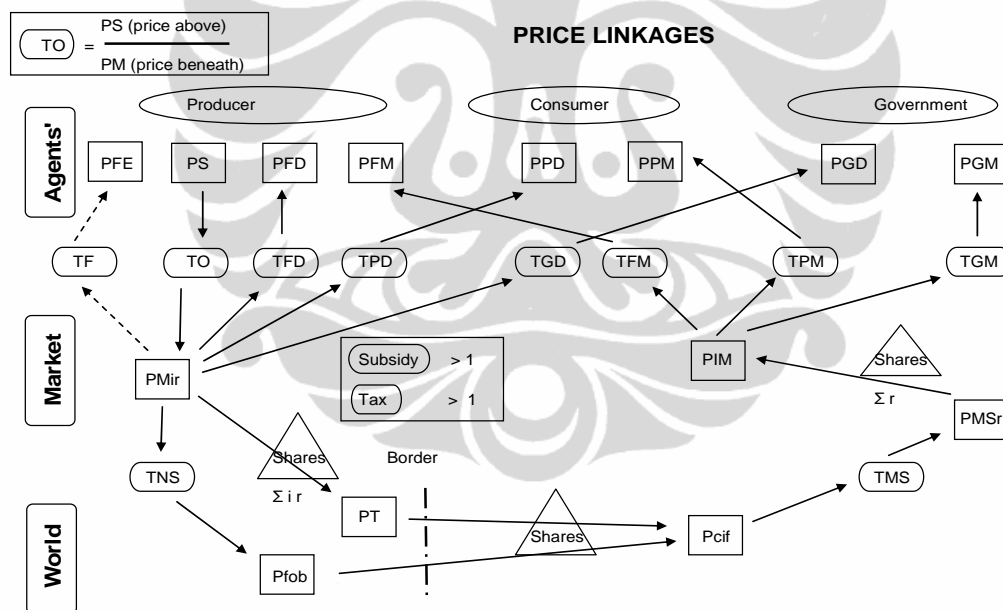 PRICE LINKAGES
TO = PS (price above)
PM (price beneath)
Producer Consumer Government
Agents'
PFE PS PFD PFM PPD PPM PGD PGM
TF TO TFD TPD TGD TFM TPM TGM
Market
PMir
Subsidy > 1
Tax > 1
PIM
Shares
Σ r
PMSr
TNS
Shares
Σ i r
Border
TMS
World
PT
Shares
Pcif
Pfob